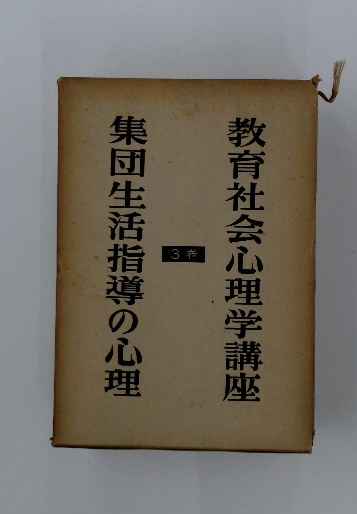 教育社会心理学講座
3巻
集団生活指導の心理